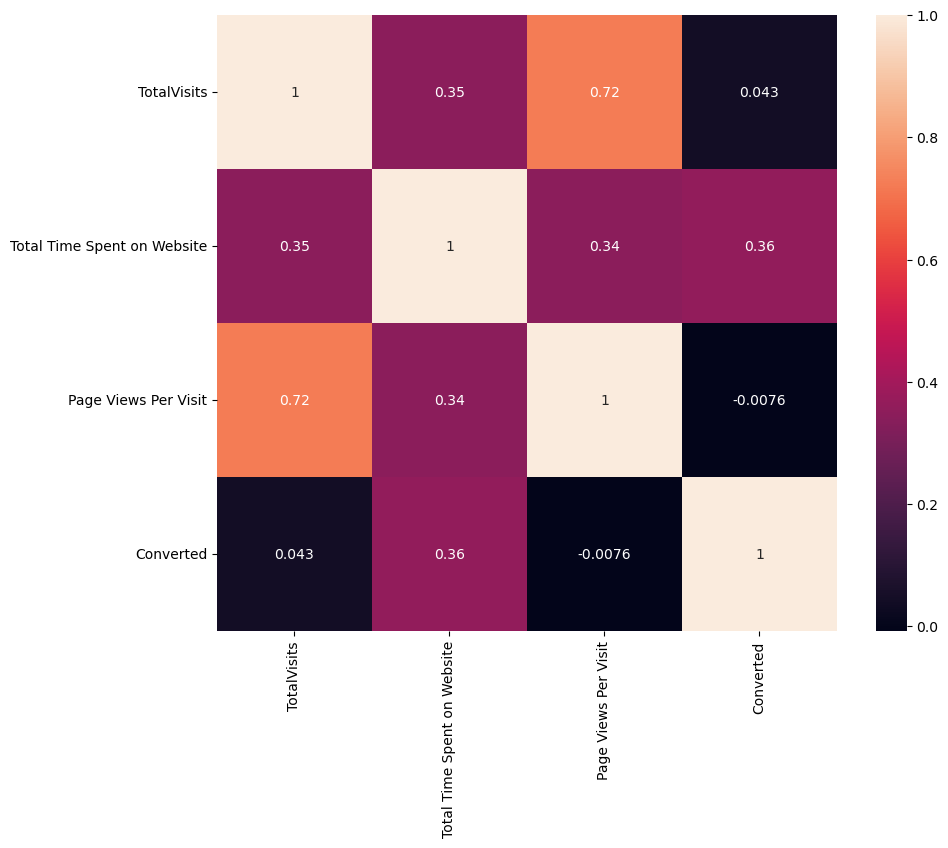 1.0
TotalVisits 1 0.35 0.72 0.043
0.8
Total Time Spent on Website 0.35 1 0.34 0.36
0.6
Page Views Per Visit 0.72 0.34 1 -0.0076
0.4
0.2
Converted 0.043 0.36 -0.0076 1
0.0
TotalVisits
Total Time Spent on Website
Page Views Per Visit
Converted